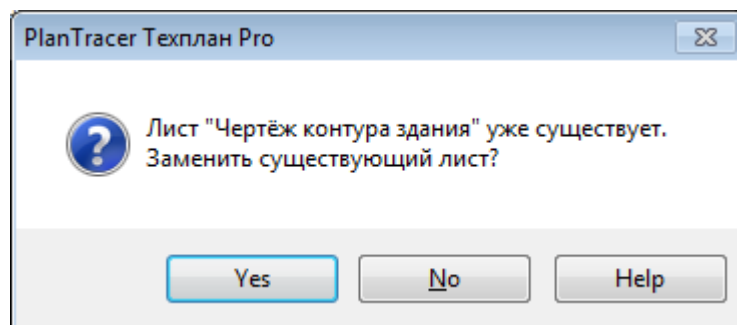 PlanTracer Техплан Pro
Лист "Чертёж контура здания" уже существует.
Заменить существующий лист?
Yes No Help